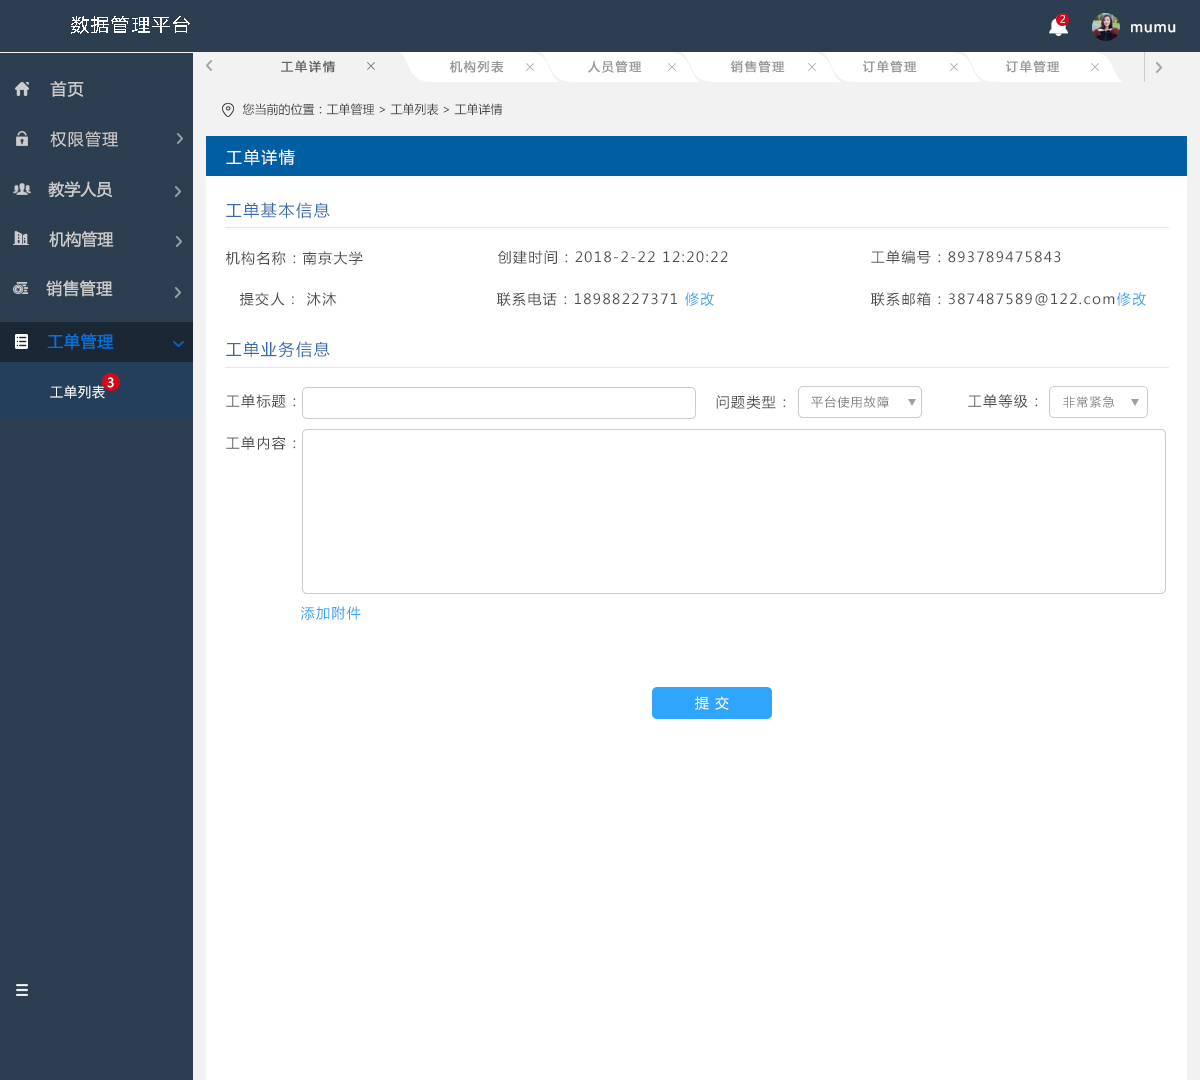 数据管理平台
2
mumu
首页
权限管理
教学人员
机构管理
销售管理
工单管理
工单列表
3
工单详情 机构列表 人员管理 销售管理 订单管理 订单管理
您当前的位置：工单管理 > 工单列表 > 工单详情
工单详情
工单基本信息
机构名称：南京大学 创建时间：2018-2-22 12:20:22 工单编号：893789475843
提交人： 沐沐 联系电话：18988227371 修改 联系邮箱：387487589@122.com修改
工单业务信息
工单标题： 问题类型： 平台使用故障 工单等级： 非常紧急
工单内容：
添加附件
提 交